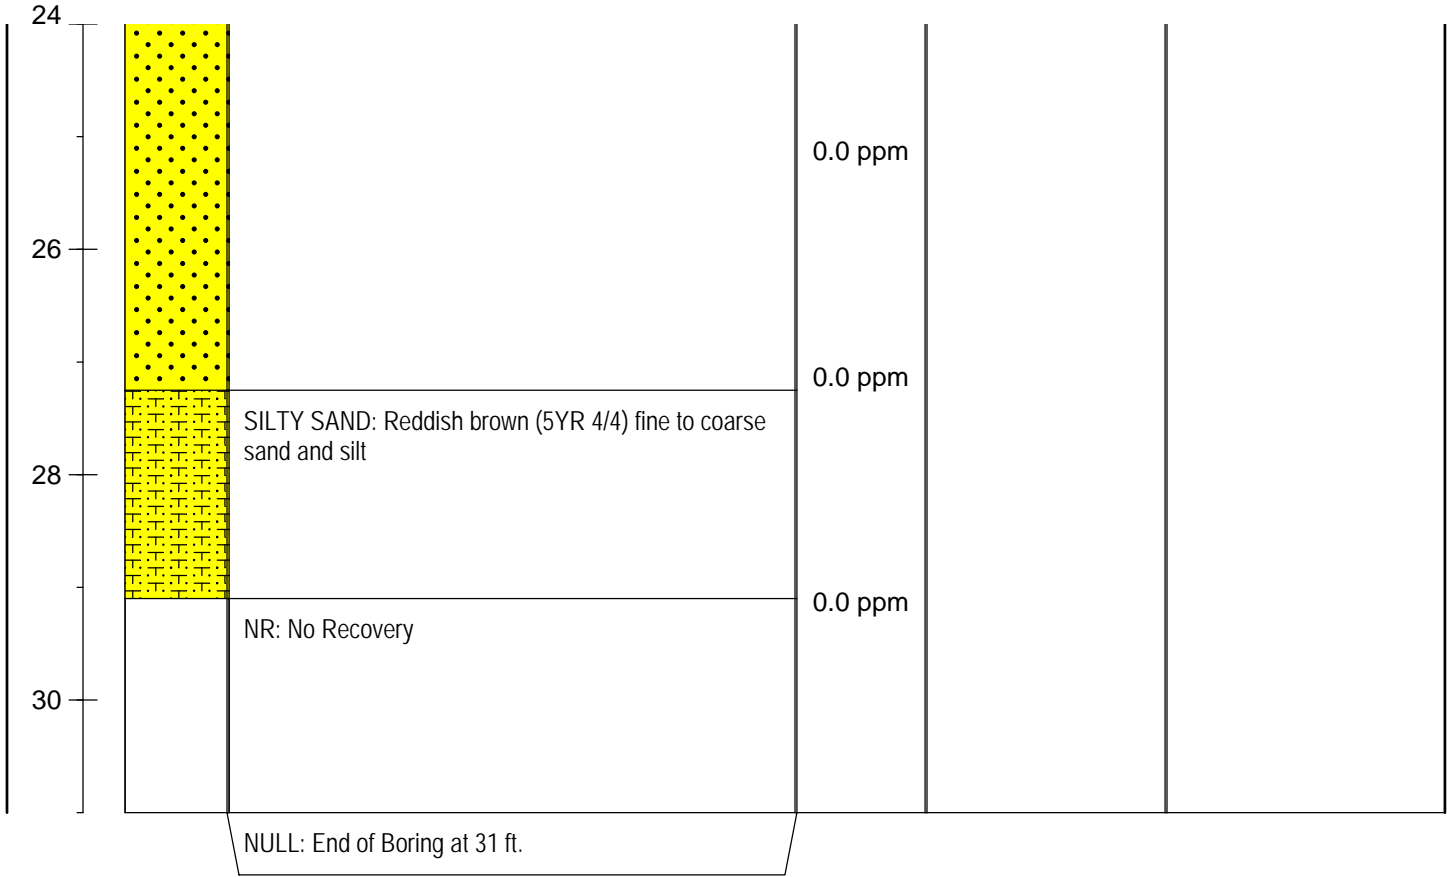 24
0.0 ppm
26
0.0 ppm
SILTY SAND: Reddish brown (5YR 4/4) fine to coarse
sand and silt
28
0.0 ppm
NR: No Recovery
30
NULL: End of Boring at 31 ft.